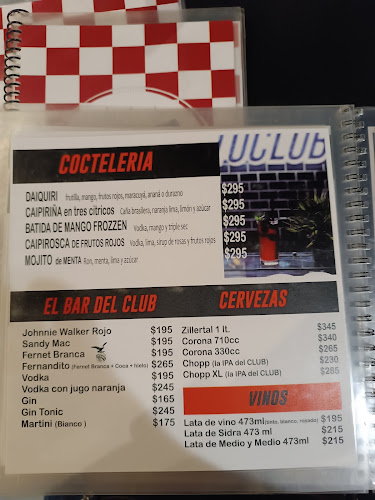 LUCLUB
COCTELERIA
DAIQUIRI frutilla, mango, frutos rojos, maracuyá, ananá o durazno $295
CAIPIRIÑA en tres citricos Caña brasilera, naranja lima, limón y azúcar $295
BATIDA DE MANGO FROZZEN Vodka, mango y triple sec $295
CAIPIROSCA DE FRUTOS ROJOS Vodka, lima, sirup de rosas y frutos rojos $295
MOJITO de MENTA Ron, menta, lima y azúcar $295
EL BAR DEL CLUB
Johnnie Walker Rojo $195
Sandy Mac $195
Fernet Branca $195
Fernandito (Fernet Branca + Coca + hielo) $265
Vodka $195
Vodka con jugo naranja $245
Gin $165
Gin Tonic $245
Martini (Bianco) $175
CERVEZAS
Zillertal 1 lt. $345
Corona 710cc $340
Corona 330cc $265
Chopp (la IPA del CLUB) $230
Chopp XL (la IPA del CLUB) $265
VINOS
Lata de vino 473ml (tinto, blanco, rosado) $195
Lata de Sidra 473 ml $215
Lata de Medio y Medio 473ml $215